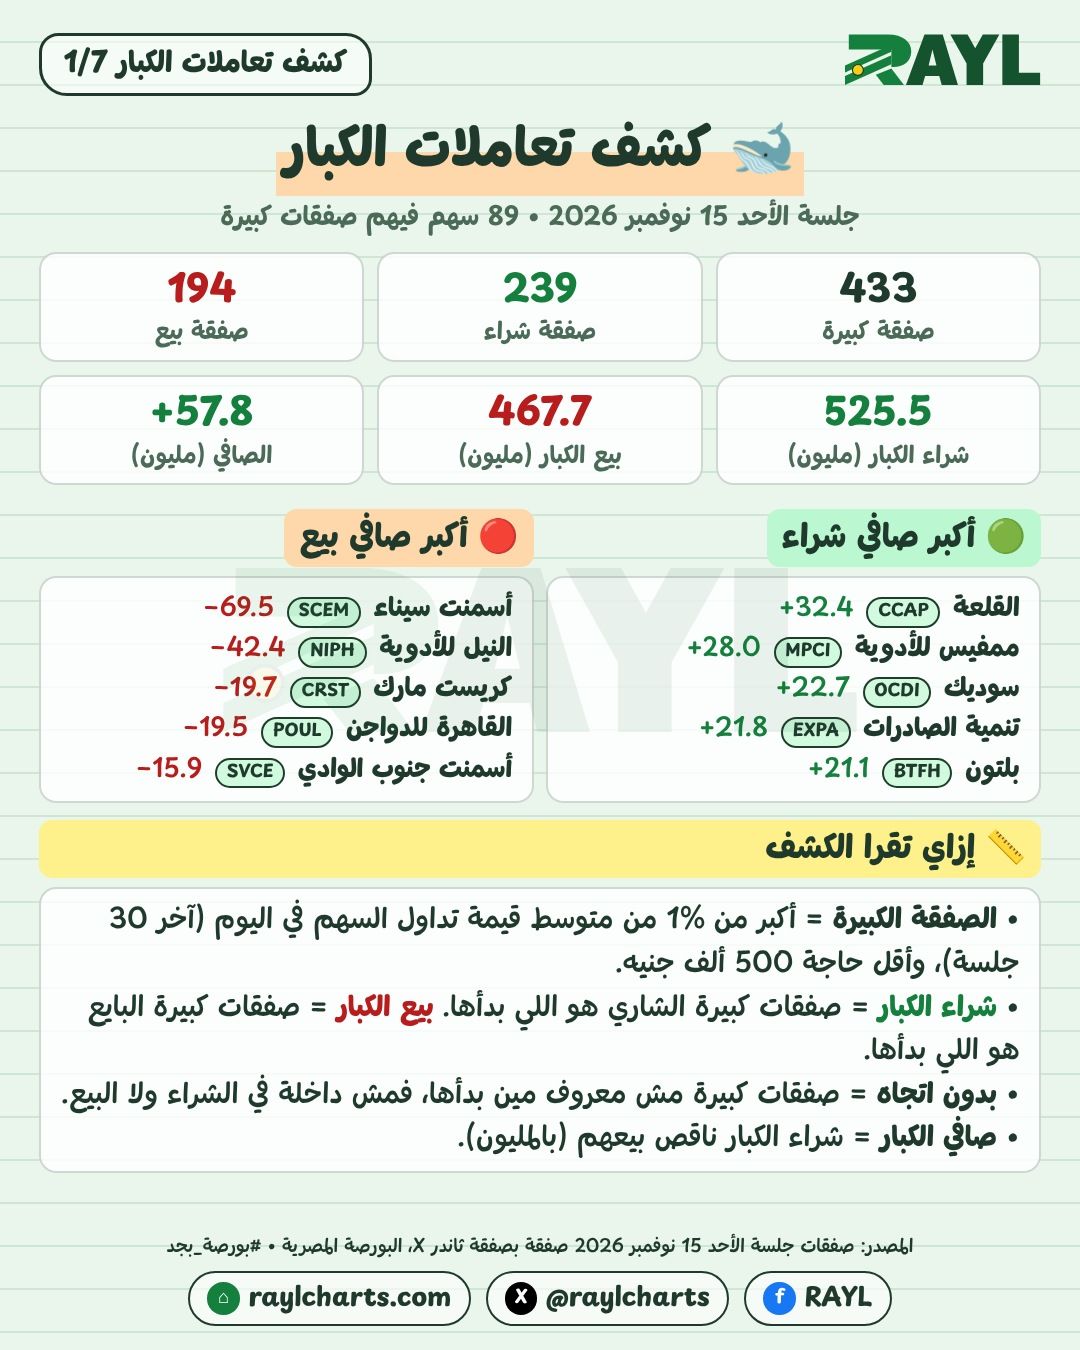 RAYL
كشف تعاملات الكبار 1/7
🐳 كشف تعاملات الكبار
جلسة الأحد 15 نوفمبر 2026 • 89 سهم فيهم صفقات كبيرة
433
صفقة كبيرة
239
صفقة شراء
194
صفقة بيع
525.5
شراء الكبار (مليون)
467.7
بيع الكبار (مليون)
+57.8
الصافي (مليون)
🟢 أكبر صافي شراء
القلعة CCAP +32.4
ممفيس للأدوية MPCI +28.0
سوديك OCDI +22.7
تنمية الصادرات EXPA +21.8
بلتون BTFH +21.1
🔴 أكبر صافي بيع
أسمنت سيناء SCEM −69.5
النيل للأدوية NIPH −42.4
كريست مارك CRST −19.7
القاهرة للدواجن POUL −19.5
أسمنت جنوب الوادي SVCE −15.9
📏 إزاي تقرا الكشف
• الصفقة الكبيرة = أكبر من 1% من متوسط قيمة تداول السهم في اليوم (آخر 30
جلسة)، وأقل حاجة 500 ألف جنيه.
• شراء الكبار = صفقات كبيرة الشاري هو اللي بدأها. بيع الكبار = صفقات كبيرة البايع
هو اللي بدأها.
• بدون اتجاه = صفقات كبيرة مش معروف مين بدأها، فمش داخلة في الشراء ولا البيع.
• صافي الكبار = شراء الكبار ناقص بيعهم (بالمليون).
المصدر: صفقات جلسة الأحد 15 نوفمبر 2026 صفقة بصفقة ثاندر X، البورصة المصرية • #بورصة_بجد
RAYL
@raylcharts
raylcharts.com